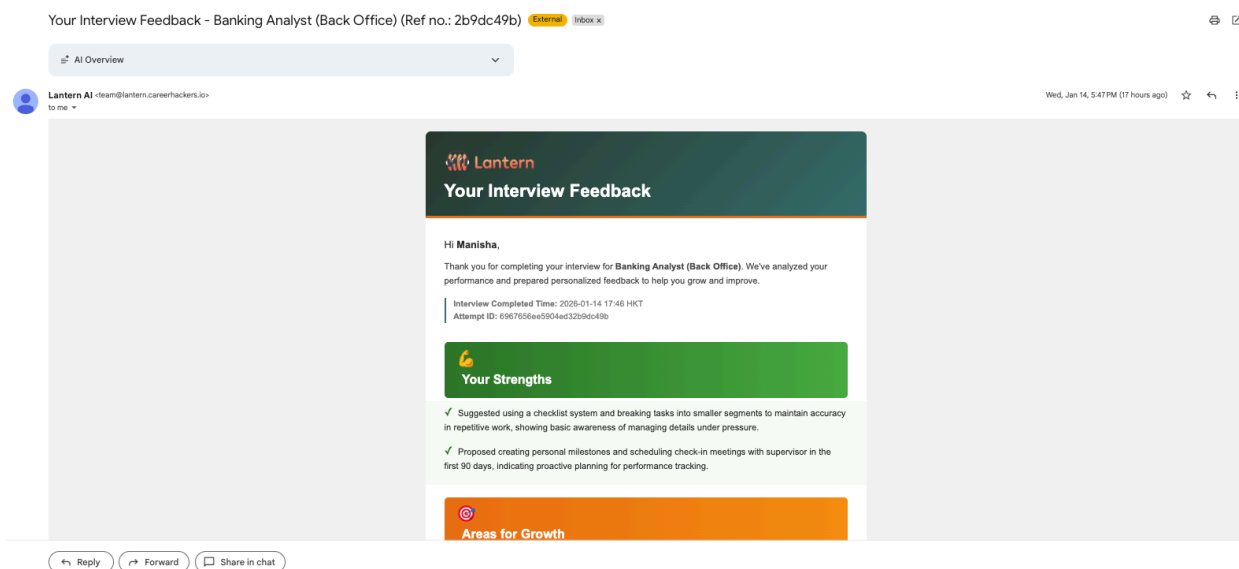 Your Interview Feedback - Banking Analyst (Back Office) (Ref no.: 2b9dc49b) External Inbox x
AI Overview
Lantern AI <team@lantern.careerhackers.io>
Wed, Jan 14, 5:47 PM (17 hours ago)
to me
Lantern
Your Interview Feedback
Hi Manisha,
Thank you for completing your interview for Banking Analyst (Back Office). We've analyzed your
performance and prepared personalized feedback to help you grow and improve.
Interview Completed Time: 2026-01-14 17:46 HKT
Attempt ID: 6967656ee5904ed32b9dc49b
Your Strengths
✓ Suggested using a checklist system and breaking tasks into smaller segments to maintain accuracy
in repetitive work, showing basic awareness of managing details under pressure.
✓ Proposed creating personal milestones and scheduling check-in meetings with supervisor in the
first 90 days, indicating proactive planning for performance tracking.
Areas for Growth
Reply Forward Share in chat